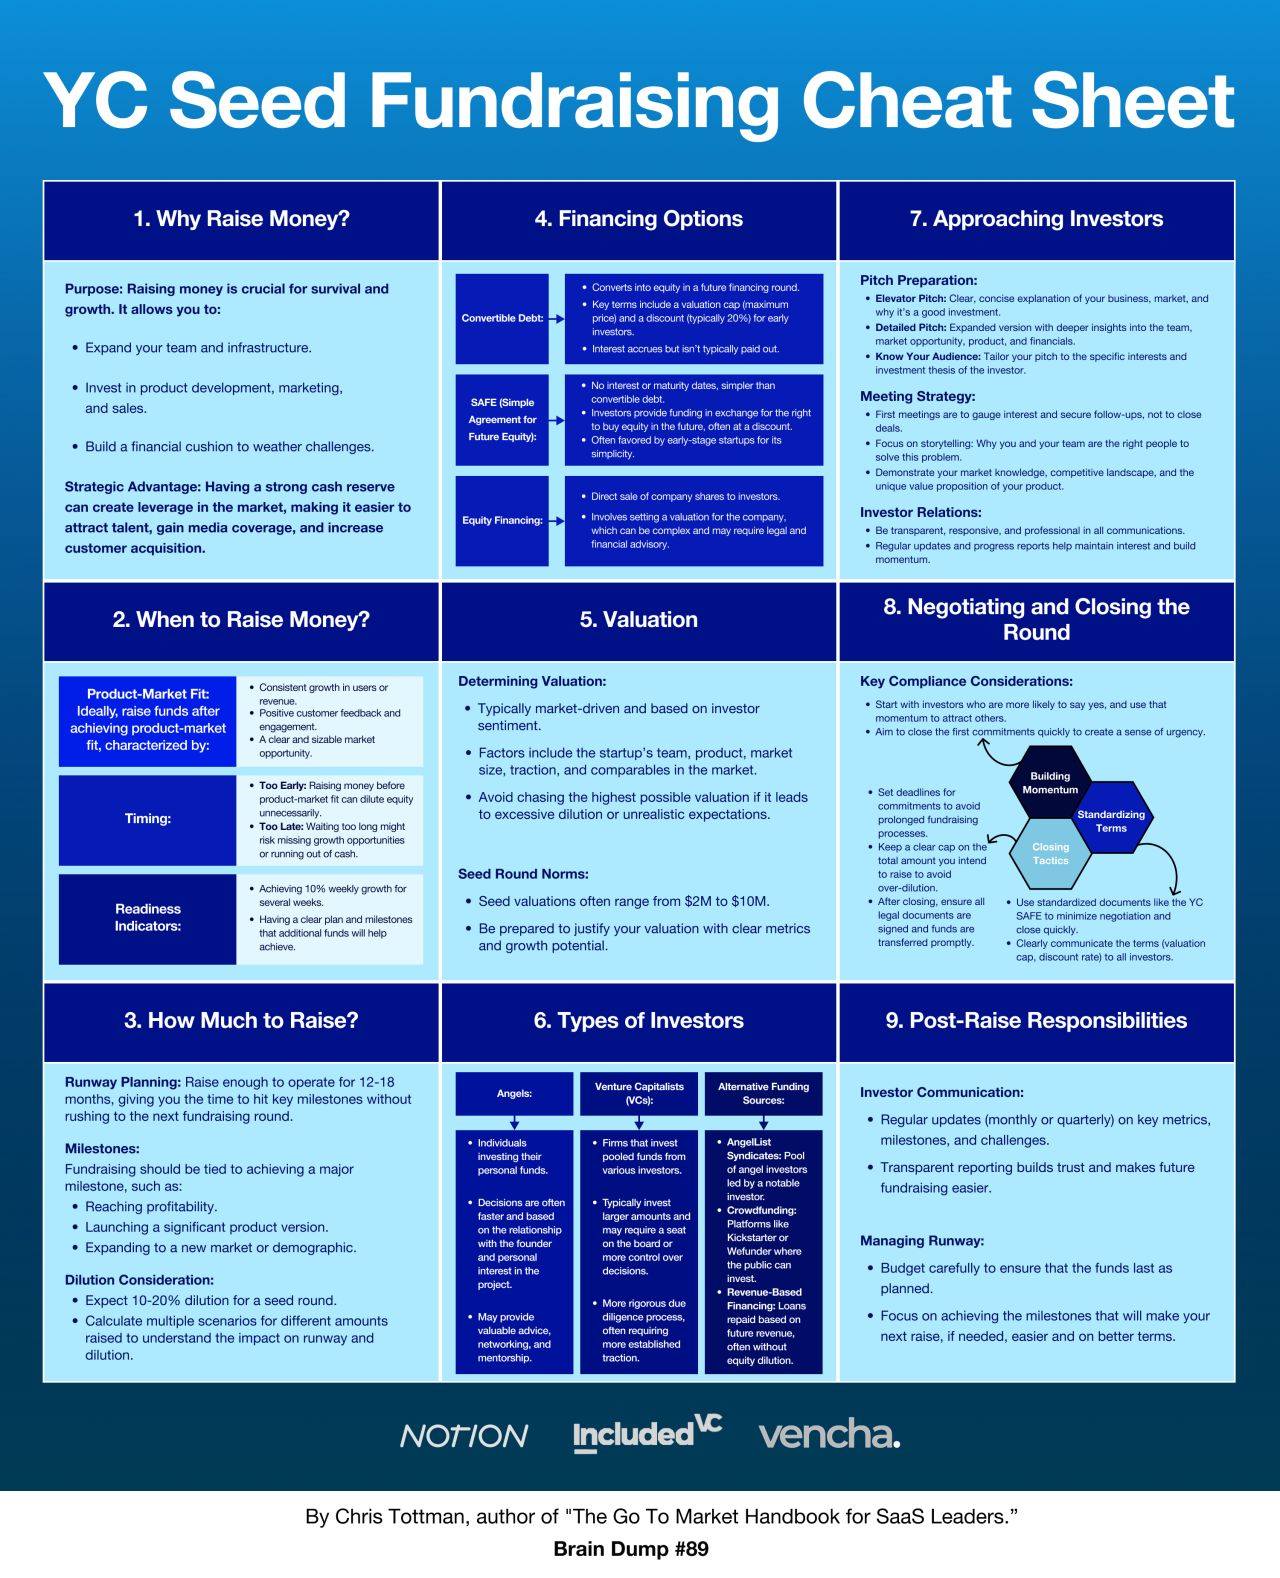 YC Seed Fundraising Cheat Sheet
1. Why Raise Money?
Purpose: Raising money is crucial for survival and
growth. It allows you to:
• Expand your team and infrastructure.
• Invest in product development, marketing,
and sales.
• Build a financial cushion to weather challenges.
Strategic Advantage: Having a strong cash reserve
can create leverage in the market, making it easier to
attract talent, gain media coverage, and increase
customer acquisition.
2. When to Raise Money?
Product-Market Fit:
Ideally, raise funds after
achieving product-market
fit, characterized by:
• Consistent growth in users or
revenue.
• Positive customer feedback and
engagement.
• A clear and sizable market
opportunity.
Timing:
• Too Early: Raising money before
product-market fit can dilute equity
unnecessarily.
• Too Late: Waiting too long might
risk missing growth opportunities
or running out of cash.
Readiness
Indicators:
• Achieving 10% weekly growth for
several weeks.
• Having a clear plan and milestones
that additional funds will help
achieve.
3. How Much to Raise?
Runway Planning: Raise enough to operate for 12-18
months, giving you the time to hit key milestones without
rushing to the next fundraising round.
Milestones:
Fundraising should be tied to achieving a major
milestone, such as:
• Reaching profitability.
• Launching a significant product version.
• Expanding to a new market or demographic.
Dilution Consideration:
• Expect 10-20% dilution for a seed round.
• Calculate multiple scenarios for different amounts
raised to understand the impact on runway and
dilution.
4. Financing Options
Convertible Debt:
• Converts into equity in a future financing round.
• Key terms include a valuation cap (maximum
price) and a discount (typically 20%) for early
investors.
• Interest accrues but isn't typically paid out.
SAFE (Simple
Agreement for
Future Equity):
• No interest or maturity dates, simpler than
convertible debt.
• Investors provide funding in exchange for the right
to buy equity in the future, often at a discount.
• Often favored by early-stage startups for its
simplicity.
Equity Financing:
• Direct sale of company shares to investors.
• Involves setting a valuation for the company,
which can be complex and may require legal and
financial advisory.
5. Valuation
Determining Valuation:
• Typically market-driven and based on investor
sentiment.
• Factors include the startup's team, product, market
size, traction, and comparables in the market.
• Avoid chasing the highest possible valuation if it leads
to excessive dilution or unrealistic expectations.
Seed Round Norms:
• Seed valuations often range from $2M to $10M.
• Be prepared to justify your valuation with clear metrics
and growth potential.
6. Types of Investors
Angels:
• Individuals
investing their
personal funds.
• Decisions are often
faster and based
on the relationship
with the founder
and personal
interest in the
project.
• May provide
valuable advice,
networking, and
mentorship.
Venture Capitalists
(VCs):
• Firms that invest
pooled funds from
various investors.
• Typically invest
larger amounts and
may require a seat
on the board or
more control over
decisions.
• More rigorous due
diligence process,
often requiring
more established
traction.
Alternative Funding
Sources:
• AngelList
Syndicates: Pool
of angel investors
led by a notable
investor.
• Crowdfunding:
Platforms like
Kickstarter or
Wefunder where
the public can
invest.
• Revenue-Based
Financing: Loans
repaid based on
future revenue,
often without
equity dilution.
7. Approaching Investors
Pitch Preparation:
• Elevator Pitch: Clear, concise explanation of your business, market, and
why it's a good investment.
• Detailed Pitch: Expanded version with deeper insights into the team,
market opportunity, product, and financials.
• Know Your Audience: Tailor your pitch to the specific interests and
investment thesis of the investor.
Meeting Strategy:
• First meetings are to gauge interest and secure follow-ups, not to close
deals.
• Focus on storytelling: Why you and your team are the right people to
solve this problem.
• Demonstrate your market knowledge, competitive landscape, and the
unique value proposition of your product.
Investor Relations:
• Be transparent, responsive, and professional in all communications.
• Regular updates and progress reports help maintain interest and build
momentum.
8. Negotiating and Closing the
Round
Key Compliance Considerations:
• Start with investors who are more likely to say yes, and use that
momentum to attract others.
• Aim to close the first commitments quickly to create a sense of urgency.
Building
Momentum
Standardizing
Terms
Closing
Tactics
• Set deadlines for
commitments to avoid
prolonged fundraising
processes.
• Keep a clear cap on the
total amount you intend
to raise to avoid
over-dilution.
• After closing, ensure all
legal documents are
signed and funds are
transferred promptly.
• Use standardized documents like the YC
SAFE to minimize negotiation and
close quickly.
• Clearly communicate the terms (valuation
cap, discount rate) to all investors.
9. Post-Raise Responsibilities
Investor Communication:
• Regular updates (monthly or quarterly) on key metrics,
milestones, and challenges.
• Transparent reporting builds trust and makes future
fundraising easier.
Managing Runway:
• Budget carefully to ensure that the funds last as
planned.
• Focus on achieving the milestones that will make your
next raise, if needed, easier and on better terms.
NOTION
Included VC
vencha.
By Chris Tottman, author of "The Go To Market Handbook for SaaS Leaders.”
Brain Dump #89